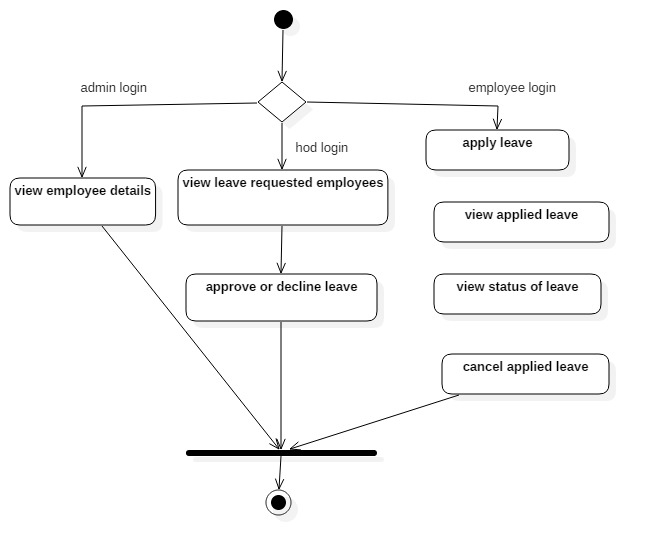 admin login
employee login
hod login
apply leave
view employee details
view leave requested employees
view applied leave
approve or decline leave
view status of leave
cancel applied leave